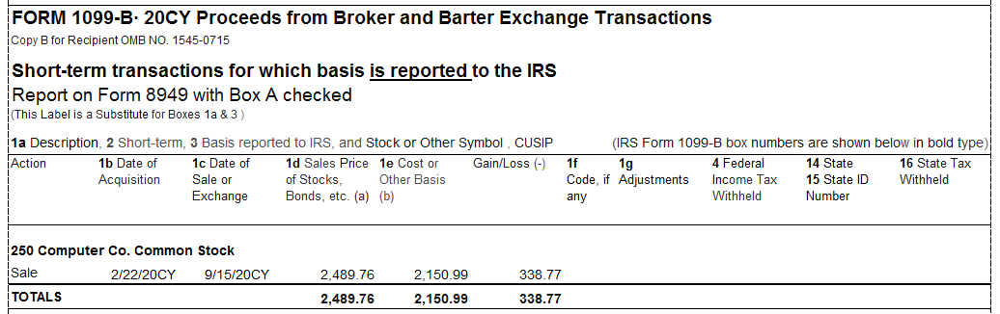 FORM 1099-B· 20CY Proceeds from Broker and Barter Exchange Transactions
Copy B for Recipient OMB NO. 1545-0715
Short-term transactions for which basis is reported to the IRS
Report on Form 8949 with Box A checked
(This Label is a Substitute for Boxes 1a & 3 )
1a Description, 2 Short-term, 3 Basis reported to IRS, and Stock or Other Symbol , CUSIP (IRS Form 1099-B box numbers are shown below in bold type)
Action 1b Date of 1c Date of 1d Sales Price 1e Cost or Gain/Loss (-) 1f 1g 4 Federal 14 State 16 State Tax
Acquisition Sale or of Stocks, Other Basis Code, if Adjustments Income Tax 15 State ID Withheld
Exchange Bonds, etc. (a) (b) any Withheld Number
250 Computer Co. Common Stock
Sale 2/22/20CY 9/15/20CY 2,489.76 2,150.99 338.77
TOTALS 2,489.76 2,150.99 338.77